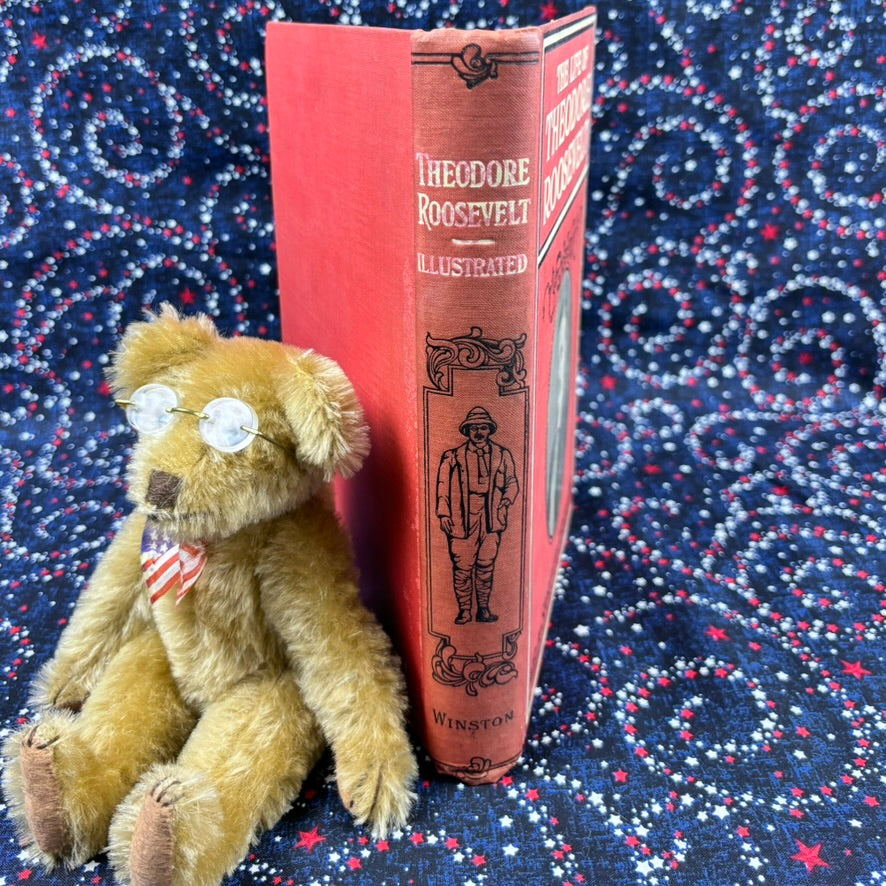 THEODORE
ROOSEVELT
ILLUSTRATED
WINSTON
THE LIFE OF
THEODORE
ROOSEVELT